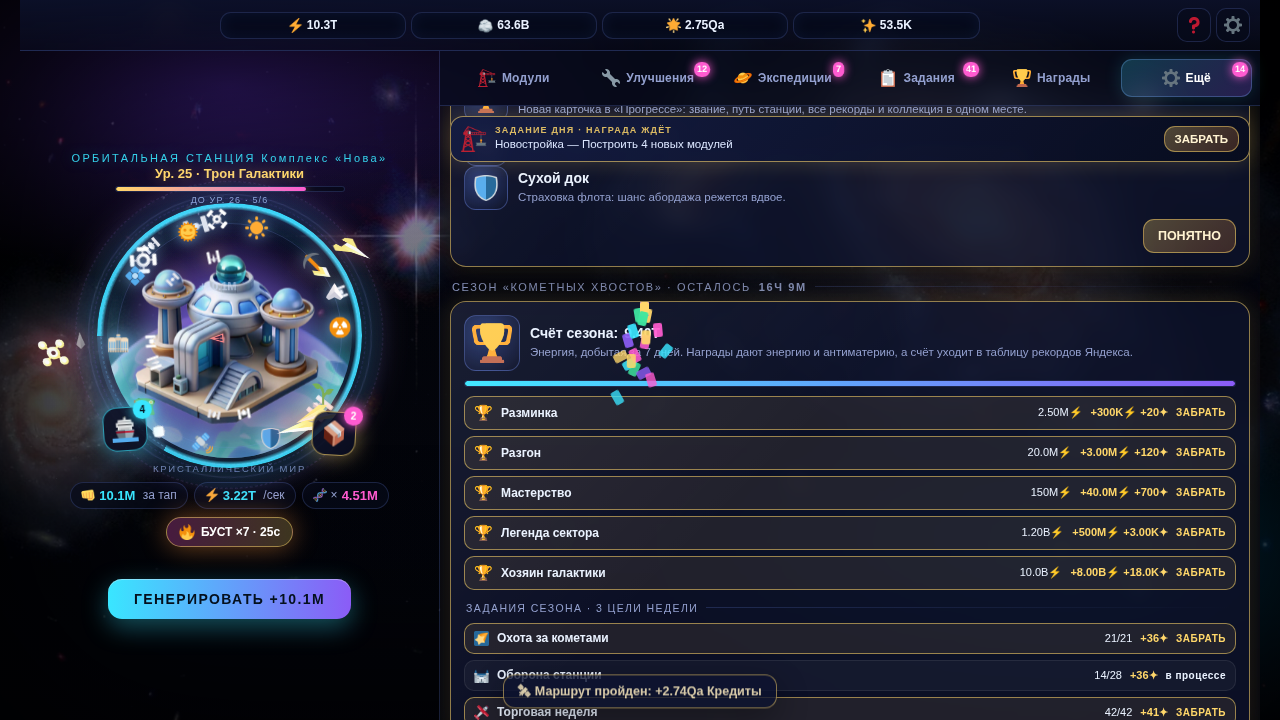 ⚡ 10.3T
63.6B
2.75Qa
✨ 53.5K
❓
Модули
Улучшения 12
Экспедиции 7
Задания 41
Награды
Ещё 14
Новая карточка в «Прогрессе»: звание, путь станции, все рекорды и коллекция в одном месте.
ЗАДАНИЕ ДНЯ · НАГРАДА ЖДЁТ
Новостройка — Построить 4 новых модулей
ЗАБРАТЬ
Сухой док
Страховка флота: шанс абордажа режется вдвое.
ПОНЯТНО
ОРБИТАЛЬНАЯ СТАНЦИЯ Комплекс «Нова»
Ур. 25 · Трон Галактики
ДО УР. 26 · 5/6
4
2
КРИСТАЛЛИЧЕСКИЙ МИР
10.1M за тап
⚡ 3.22T /сек
× 4.51M
БУСТ ×7 · 25с
ГЕНЕРИРОВАТЬ +10.1M
СЕЗОН «КОМЕТНЫХ ХВОСТОВ» · ОСТАЛОСЬ 16Ч 9М
Счёт сезона:
Энергия, добытая за 7 дней. Награды дают энергию и антиматерию, а счёт уходит в таблицу рекордов Яндекса.
Разминка 2.50M⚡ +300K⚡ +20✦ ЗАБРАТЬ
Разгон 20.0M⚡ +3.00M⚡ +120✦ ЗАБРАТЬ
Мастерство 150M⚡ +40.0M⚡ +700✦ ЗАБРАТЬ
Легенда сектора 1.20B⚡ +500M⚡ +3.00K✦ ЗАБРАТЬ
Хозяин галактики 10.0B⚡ +8.00B⚡ +18.0K✦ ЗАБРАТЬ
ЗАДАНИЯ СЕЗОНА · 3 ЦЕЛИ НЕДЕЛИ
Охота за кометами 21/21 +36✦ ЗАБРАТЬ
Оборона станции 14/28 +36✦ в процессе
Маршрут пройден: +2.74Qa Кредиты
Торговая неделя 42/42 +41✦ ЗАБРАТЬ